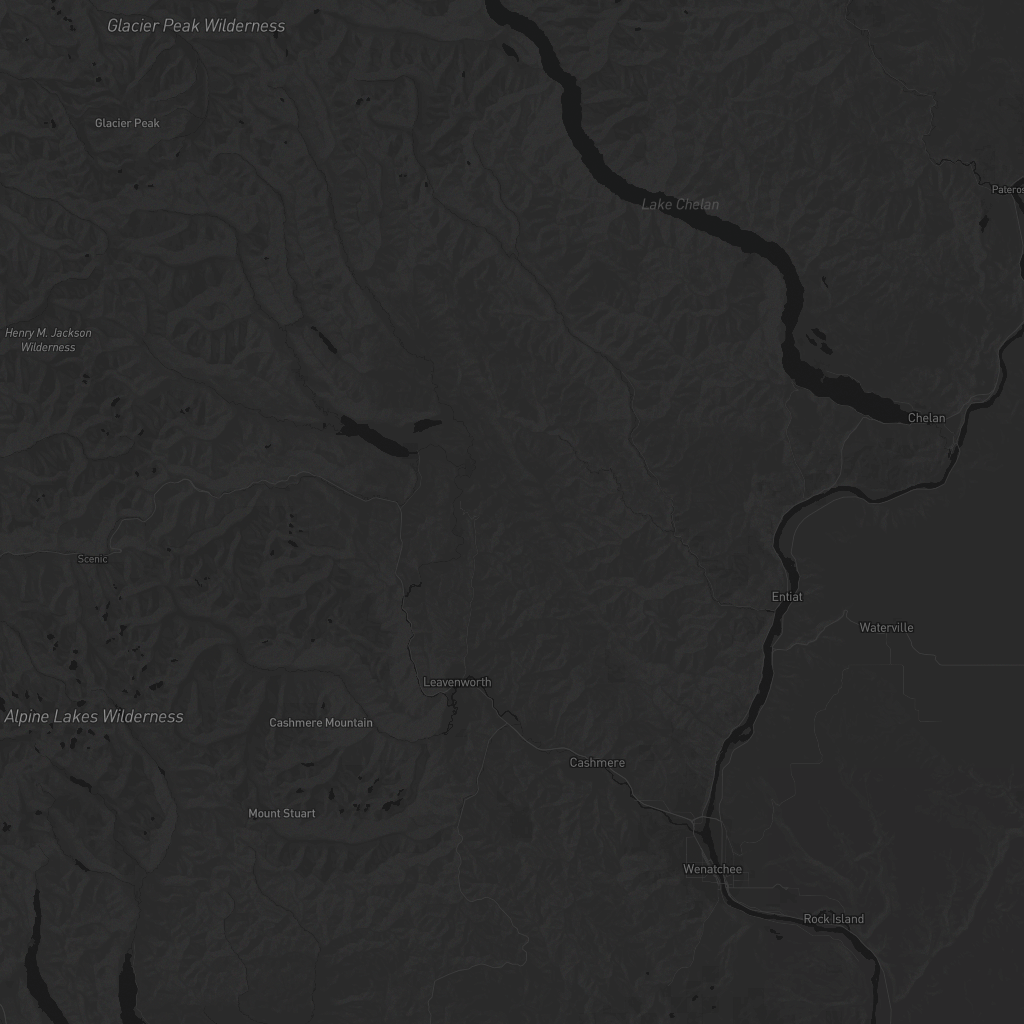 Glacier Peak Wilderness
Glacier Peak
Pateros
Lake Chelan
Henry M. Jackson
Wilderness
Chelan
Scenic
Entiat
Waterville
Leavenworth
Alpine Lakes Wilderness
Cashmere Mountain
Cashmere
Mount Stuart
Wenatchee
Rock Island